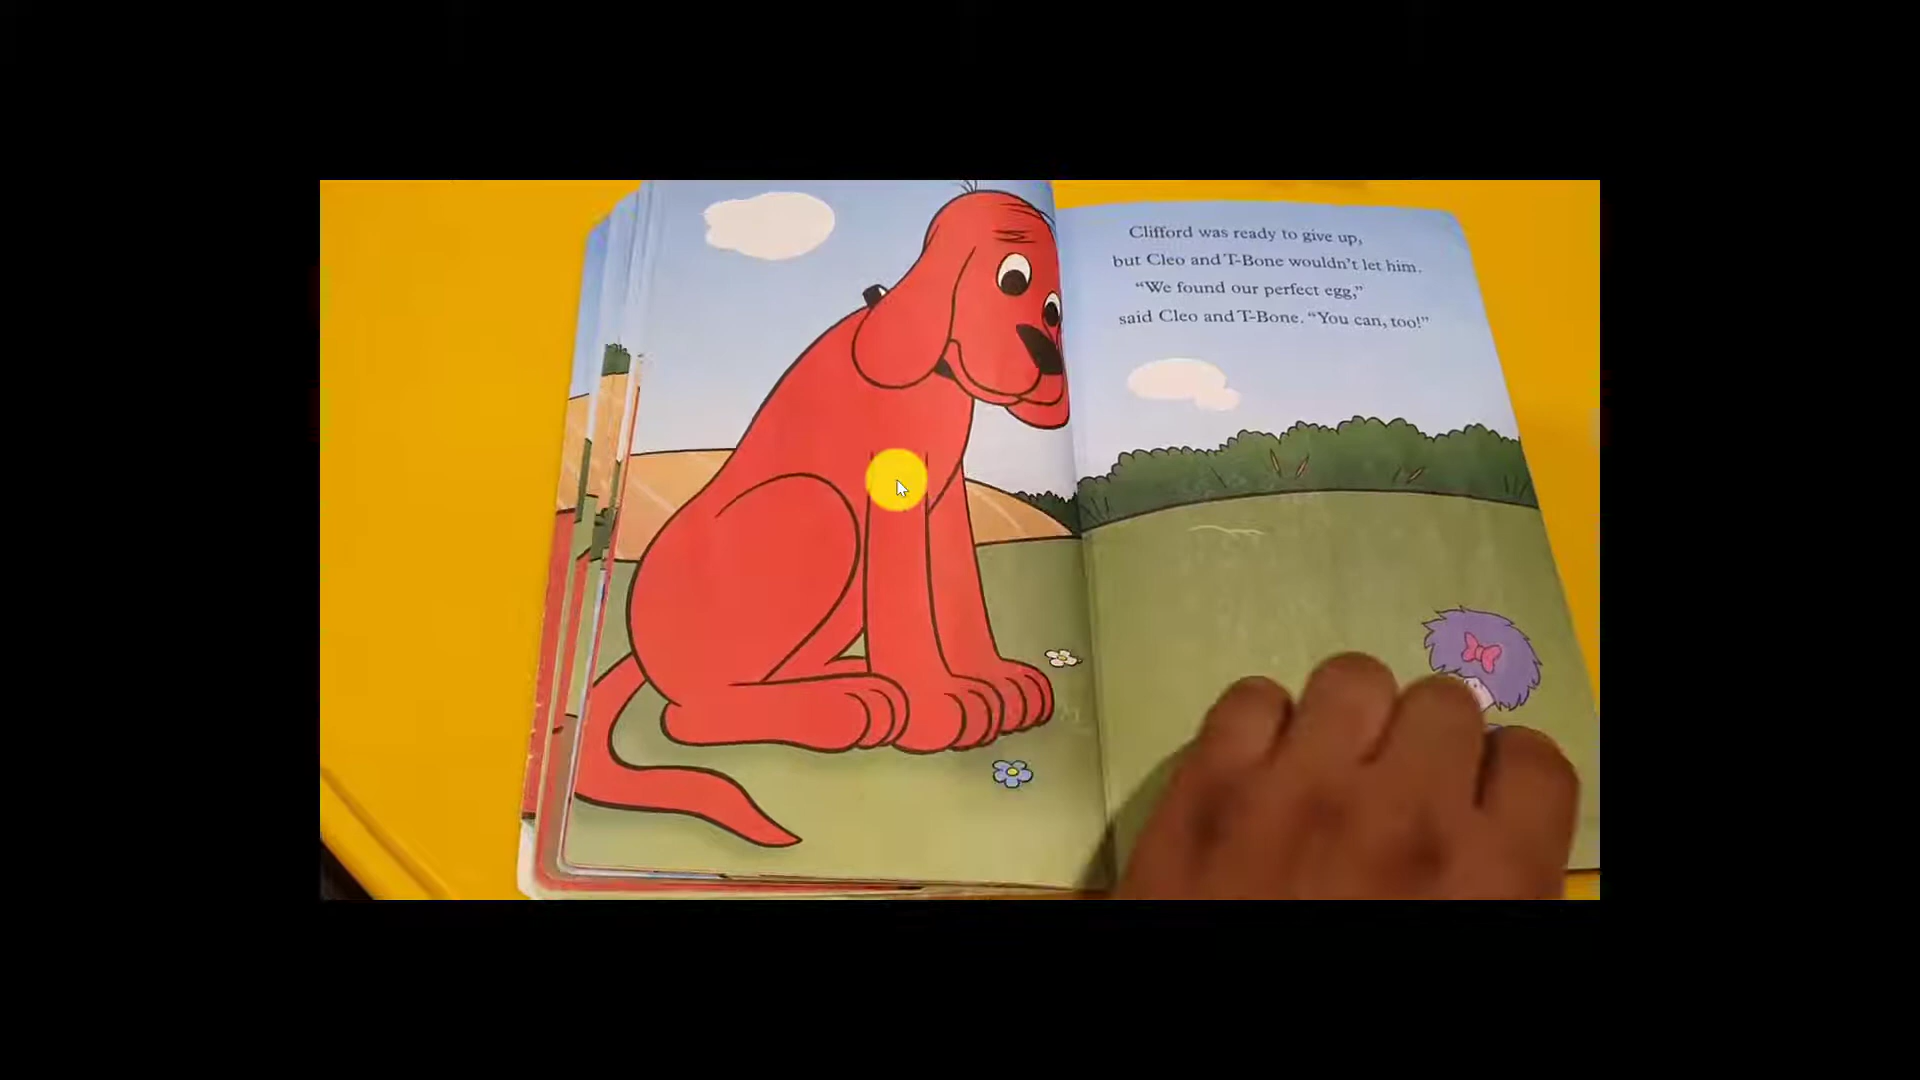 Clifford was ready to give up,
but Cleo and T-Bone wouldn't let him.
“We found our perfect egg,”
said Cleo and T-Bone. “You can, too!”